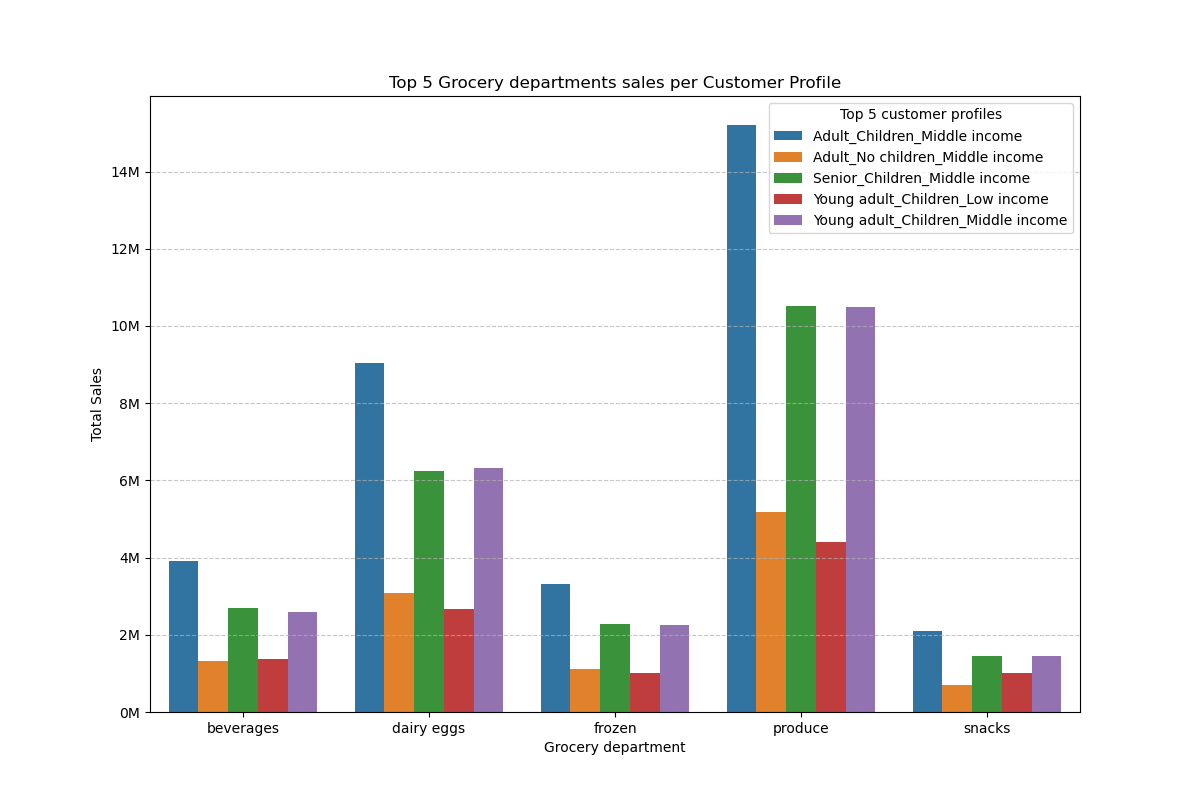 Top 5 Grocery departments sales per Customer Profile
Top 5 customer profiles
Adult_Children_Middle income
Adult_No children_Middle income
Senior_Children_Middle income
Young adult_Children_Low income
Young adult_Children_Middle income
Total Sales
14M
12M
10M
8M
6M
4M
2M
0M
beverages dairy eggs frozen produce snacks
Grocery department